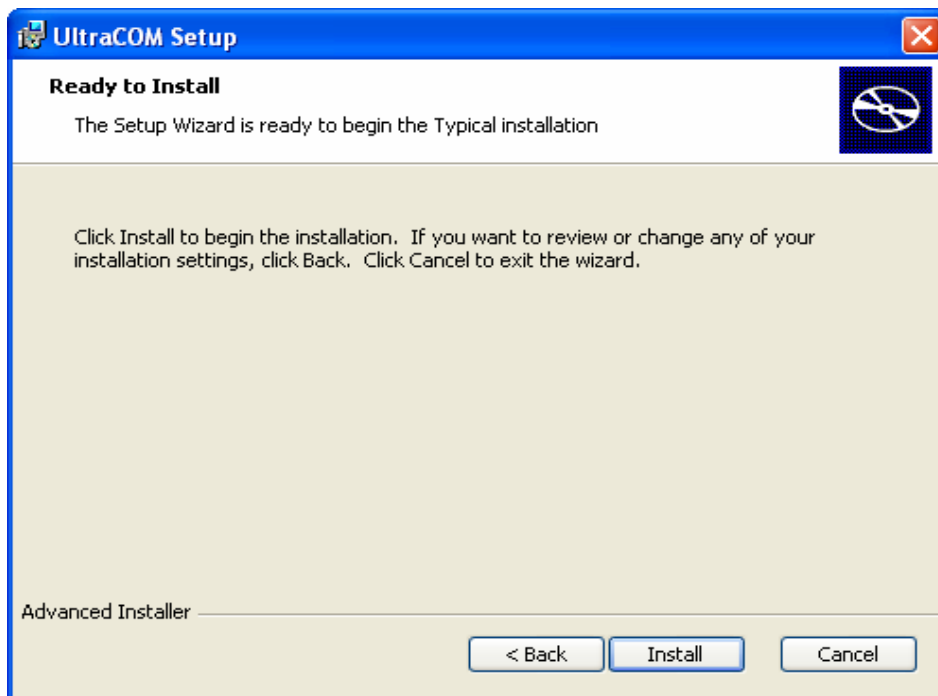 UltraCOM Setup
Ready to Install
The Setup Wizard is ready to begin the Typical installation
Click Install to begin the installation.  If you want to review or change any of your
installation settings, click Back.  Click Cancel to exit the wizard.
Advanced Installer
< Back
Install
Cancel